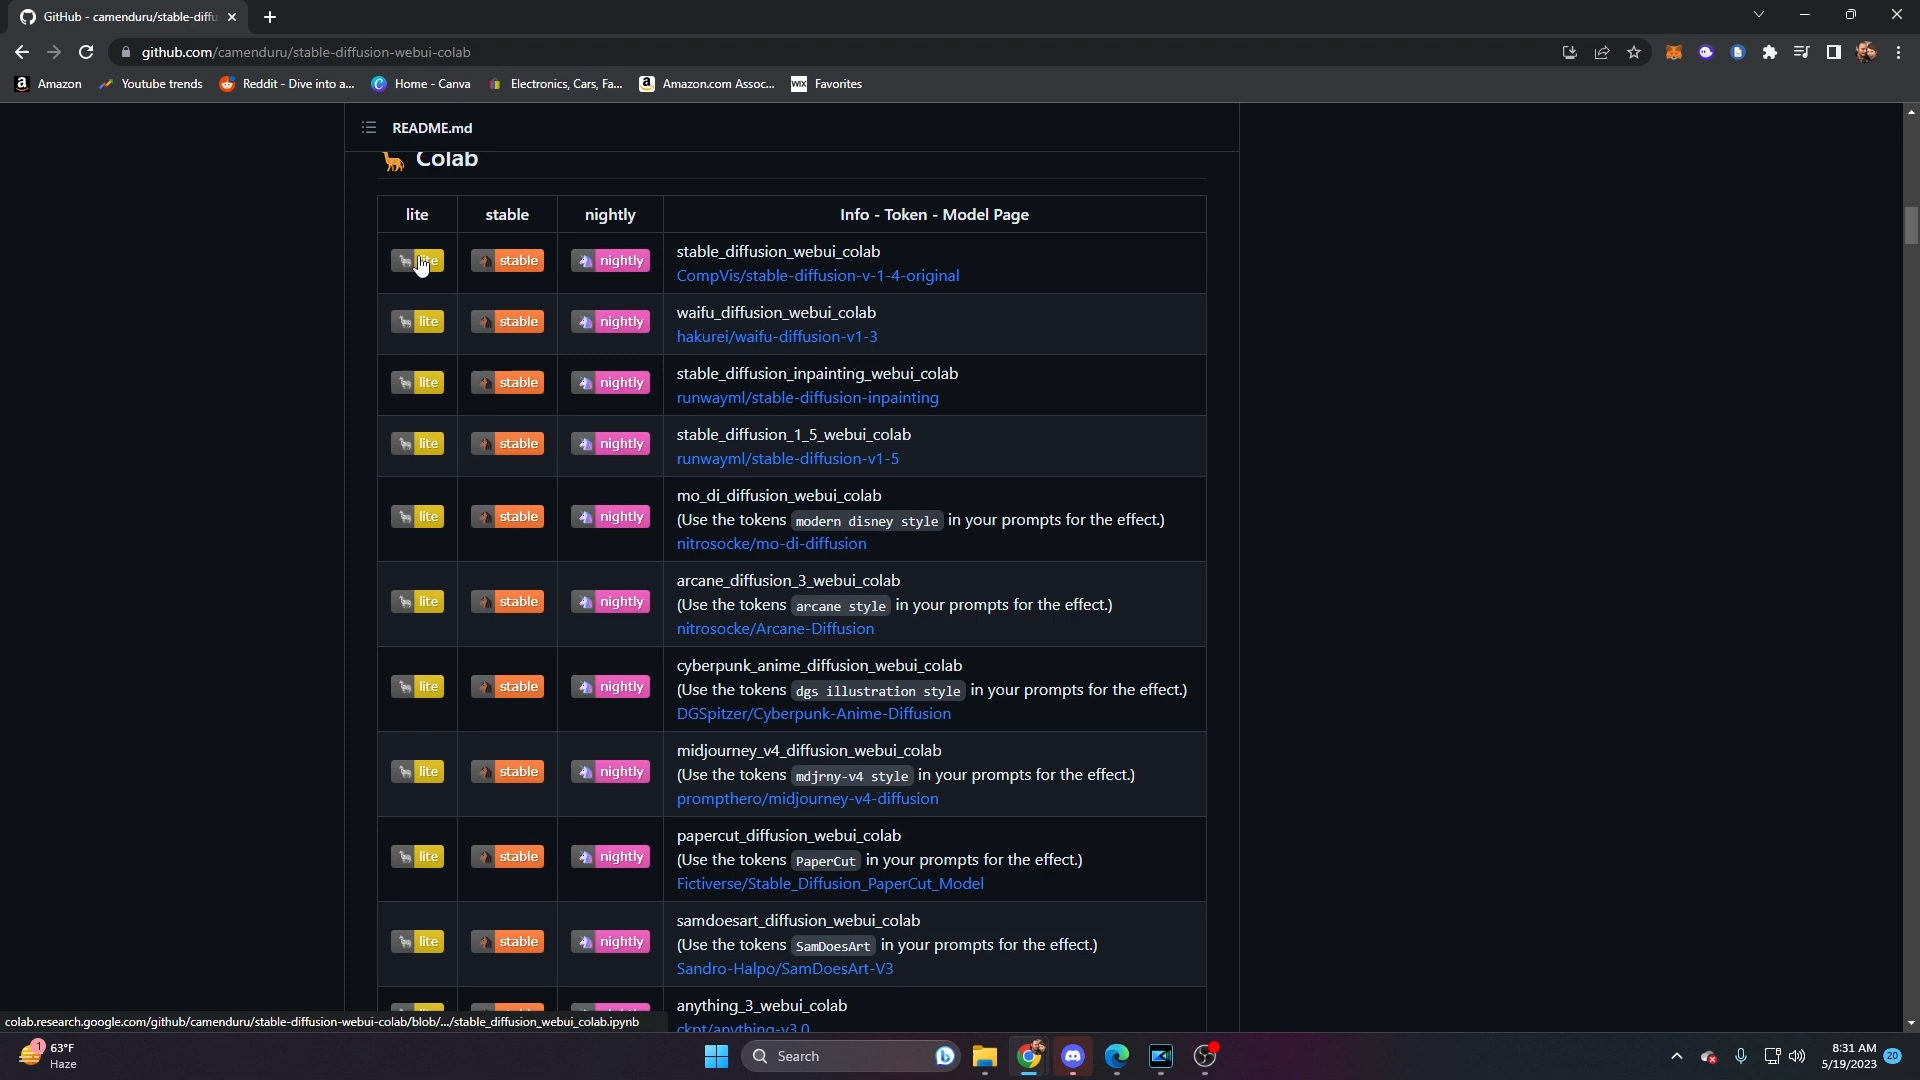 GitHub - camenduru/stable-diffu
github.com/camenduru/stable-diffusion-webui-colab
Amazon
Youtube trends
Reddit - Dive into a...
Home - Canva
Electronics, Cars, Fa...
Amazon.com Assoc...
WIX Favorites
README.md
Colab
lite stable nightly Info - Token - Model Page
lite stable nightly stable_diffusion_webui_colab
CompVis/stable-diffusion-v-1-4-original
lite stable nightly waifu_diffusion_webui_colab
hakurei/waifu-diffusion-v1-3
lite stable nightly stable_diffusion_inpainting_webui_colab
runwayml/stable-diffusion-inpainting
lite stable nightly stable_diffusion_1_5_webui_colab
runwayml/stable-diffusion-v1-5
lite stable nightly mo_di_diffusion_webui_colab
(Use the tokens modern disney style in your prompts for the effect.)
nitrosocke/mo-di-diffusion
lite stable nightly arcane_diffusion_3_webui_colab
(Use the tokens arcane style in your prompts for the effect.)
nitrosocke/Arcane-Diffusion
lite stable nightly cyberpunk_anime_diffusion_webui_colab
(Use the tokens dgs illustration style in your prompts for the effect.)
DGSpitzer/Cyberpunk-Anime-Diffusion
lite stable nightly midjourney_v4_diffusion_webui_colab
(Use the tokens mdjrny-v4 style in your prompts for the effect.)
prompthero/midjourney-v4-diffusion
lite stable nightly papercut_diffusion_webui_colab
(Use the tokens PaperCut in your prompts for the effect.)
Fictiverse/Stable_Diffusion_PaperCut_Model
lite stable nightly samdoesart_diffusion_webui_colab
(Use the tokens SamDoesArt in your prompts for the effect.)
Sandro-Halpo/SamDoesArt-V3
anything_3_webui_colab
ckpt/anything-v3.0
colab.research.google.com/github/camenduru/stable-diffusion-webui-colab/blob/.../stable_diffusion_webui_colab.ipynb
1
63°F
Haze
Search
8:31 AM
5/19/2023
20